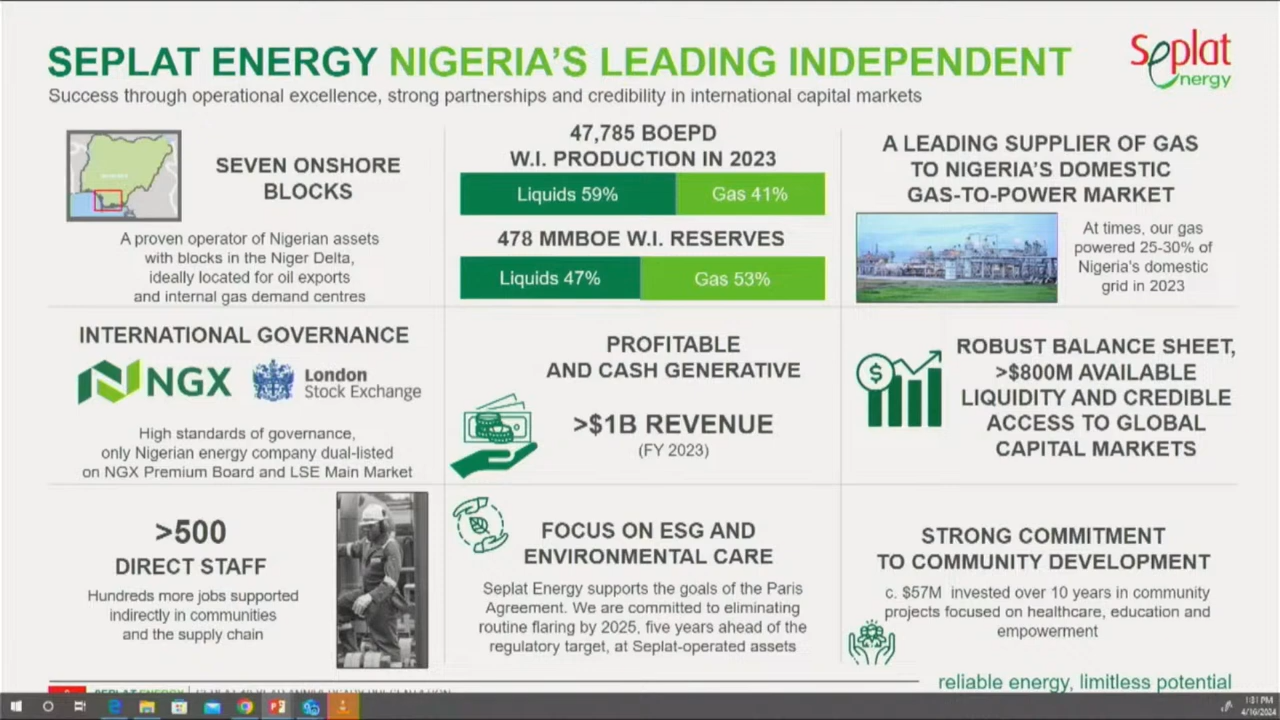 SEPLAT ENERGY NIGERIA'S LEADING INDEPENDENT
Seplat
energy
Success through operational excellence, strong partnerships and credibility in international capital markets
SEVEN ONSHORE
BLOCKS
A proven operator of Nigerian assets
with blocks in the Niger Delta,
ideally located for oil exports
and internal gas demand centres
47,785 BOEPD
W.I. PRODUCTION IN 2023
Liquids 59%
Gas 41%
478 MMBOE W.I. RESERVES
Liquids 47%
Gas 53%
A LEADING SUPPLIER OF GAS
TO NIGERIA'S DOMESTIC
GAS-TO-POWER MARKET
At times, our gas
powered 25-30% of
Nigeria's domestic
grid in 2023
INTERNATIONAL GOVERNANCE
NGX
London
Stock Exchange
High standards of governance,
only Nigerian energy company dual-listed
on NGX Premium Board and LSE Main Market
PROFITABLE
AND CASH GENERATIVE
>$1B REVENUE
(FY 2023)
$
ROBUST BALANCE SHEET,
>$800M AVAILABLE
LIQUIDITY AND CREDIBLE
ACCESS TO GLOBAL
CAPITAL MARKETS
>500
DIRECT STAFF
Hundreds more jobs supported
indirectly in communities
and the supply chain
FOCUS ON ESG AND
ENVIRONMENTAL CARE
Seplat Energy supports the goals of the Paris
Agreement. We are committed to eliminating
routine flaring by 2025, five years ahead of the
regulatory target, at Seplat-operated assets
STRONG COMMITMENT
TO COMMUNITY DEVELOPMENT
c. $57M invested over 10 years in community
projects focused on healthcare, education and
empowerment
reliable energy, limitless potential
SEPLAT ENERGY
1:31 PM
4/16/2024